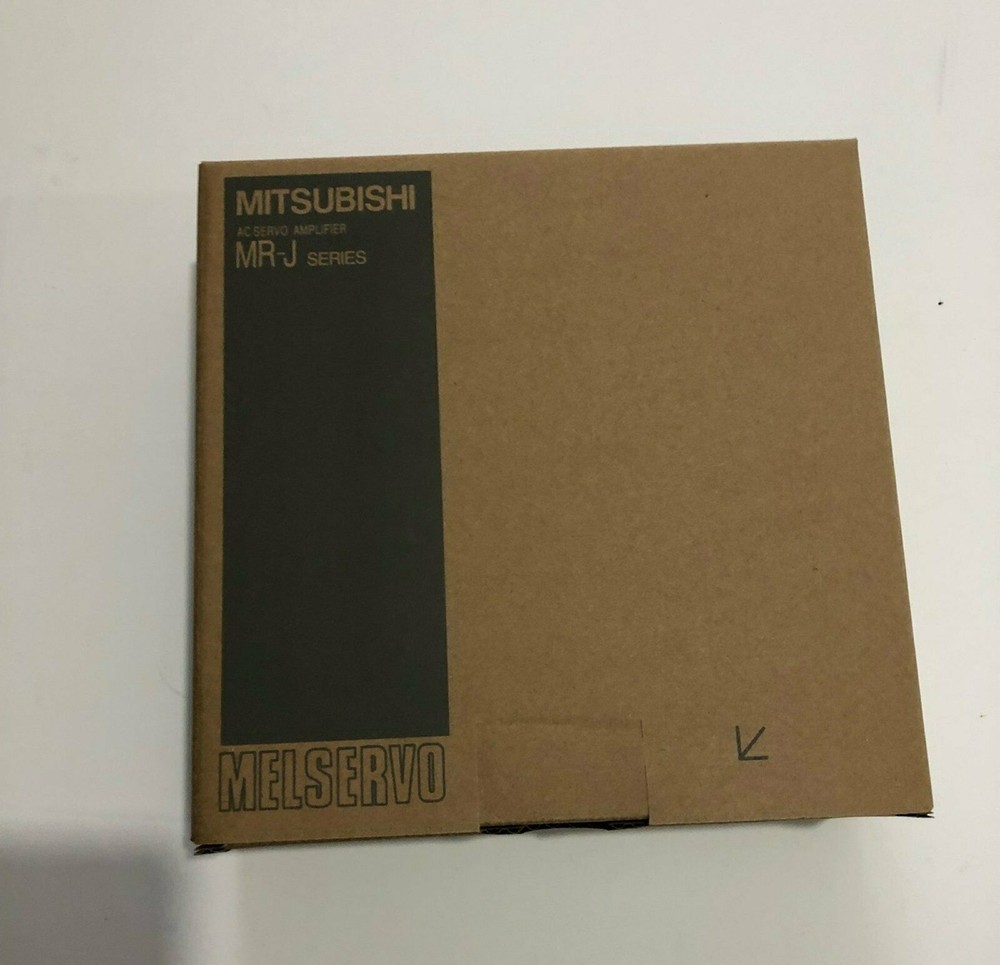 MITSUBISHI
AC SERVO AMPLIFIER
MR-J SERIES
MELSERVO